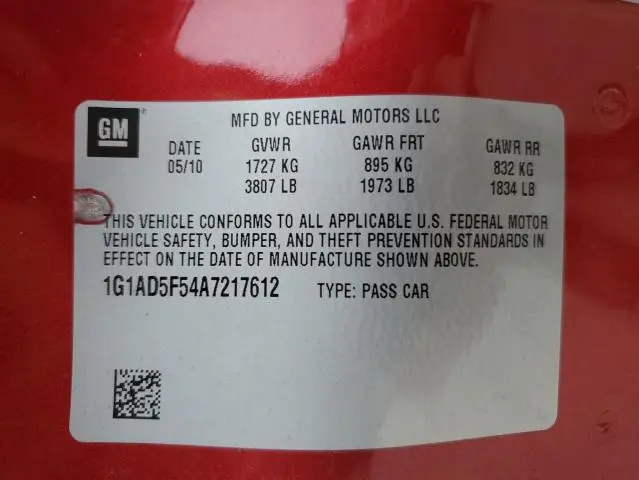 GM
MFD BY GENERAL MOTORS LLC
DATE GVWR GAWR FRT GAWR RR
05/10 1727 KG 895 KG 832 KG
3807 LB 1973 LB 1834 LB
THIS VEHICLE CONFORMS TO ALL APPLICABLE U.S. FEDERAL MOTOR
VEHICLE SAFETY, BUMPER, AND THEFT PREVENTION STANDARDS IN
EFFECT ON THE DATE OF MANUFACTURE SHOWN ABOVE.
1G1AD5F54A7217612 TYPE: PASS CAR